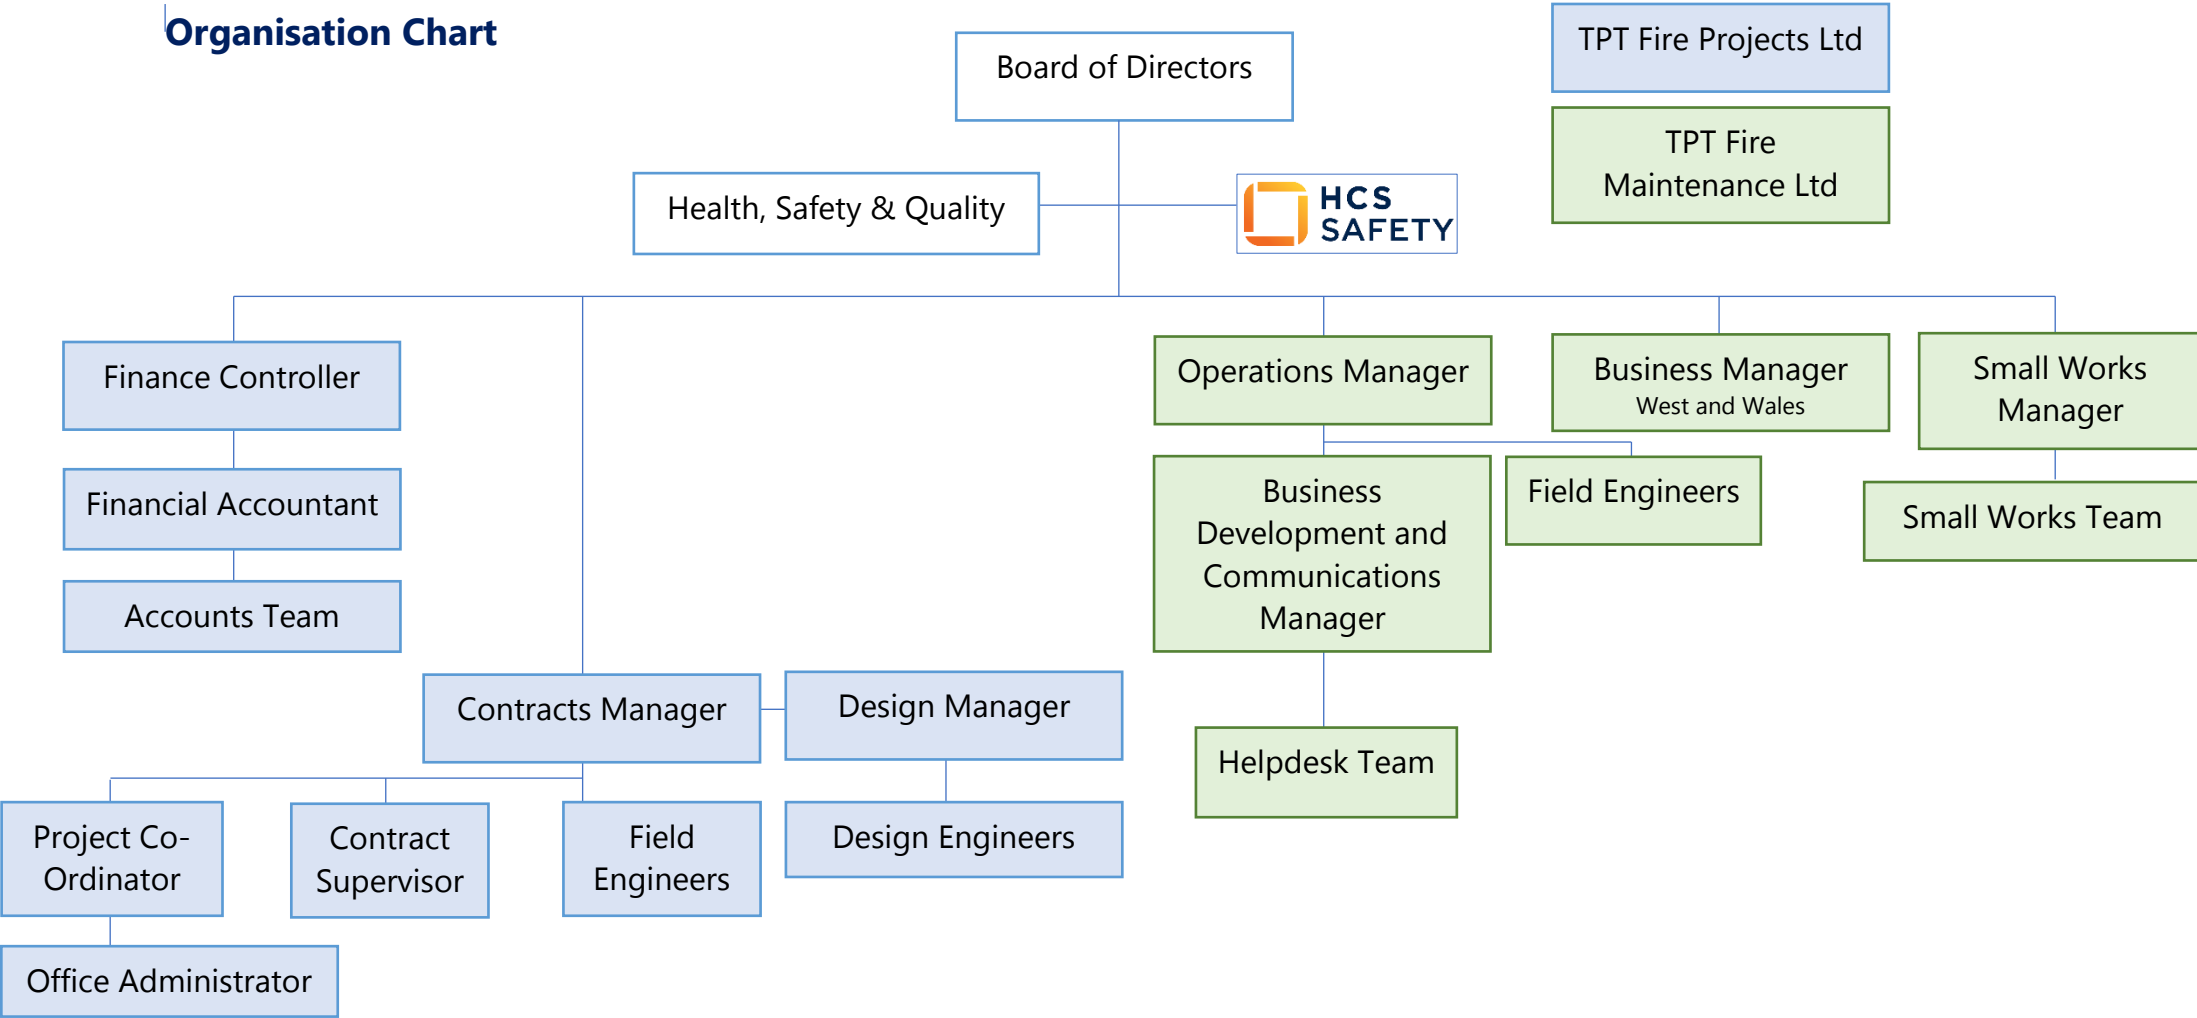 Organisation Chart
TPT Fire Projects Ltd
Board of Directors
TPT Fire
Maintenance Ltd
Health, Safety & Quality
HCS
SAFETY
Finance Controller
Operations Manager
Business Manager
West and Wales
Small Works
Manager
Financial Accountant
Business
Development and
Communications
Manager
Field Engineers
Small Works Team
Accounts Team
Contracts Manager
Design Manager
Helpdesk Team
Project Co-
Ordinator
Contract
Supervisor
Field
Engineers
Design Engineers
Office Administrator